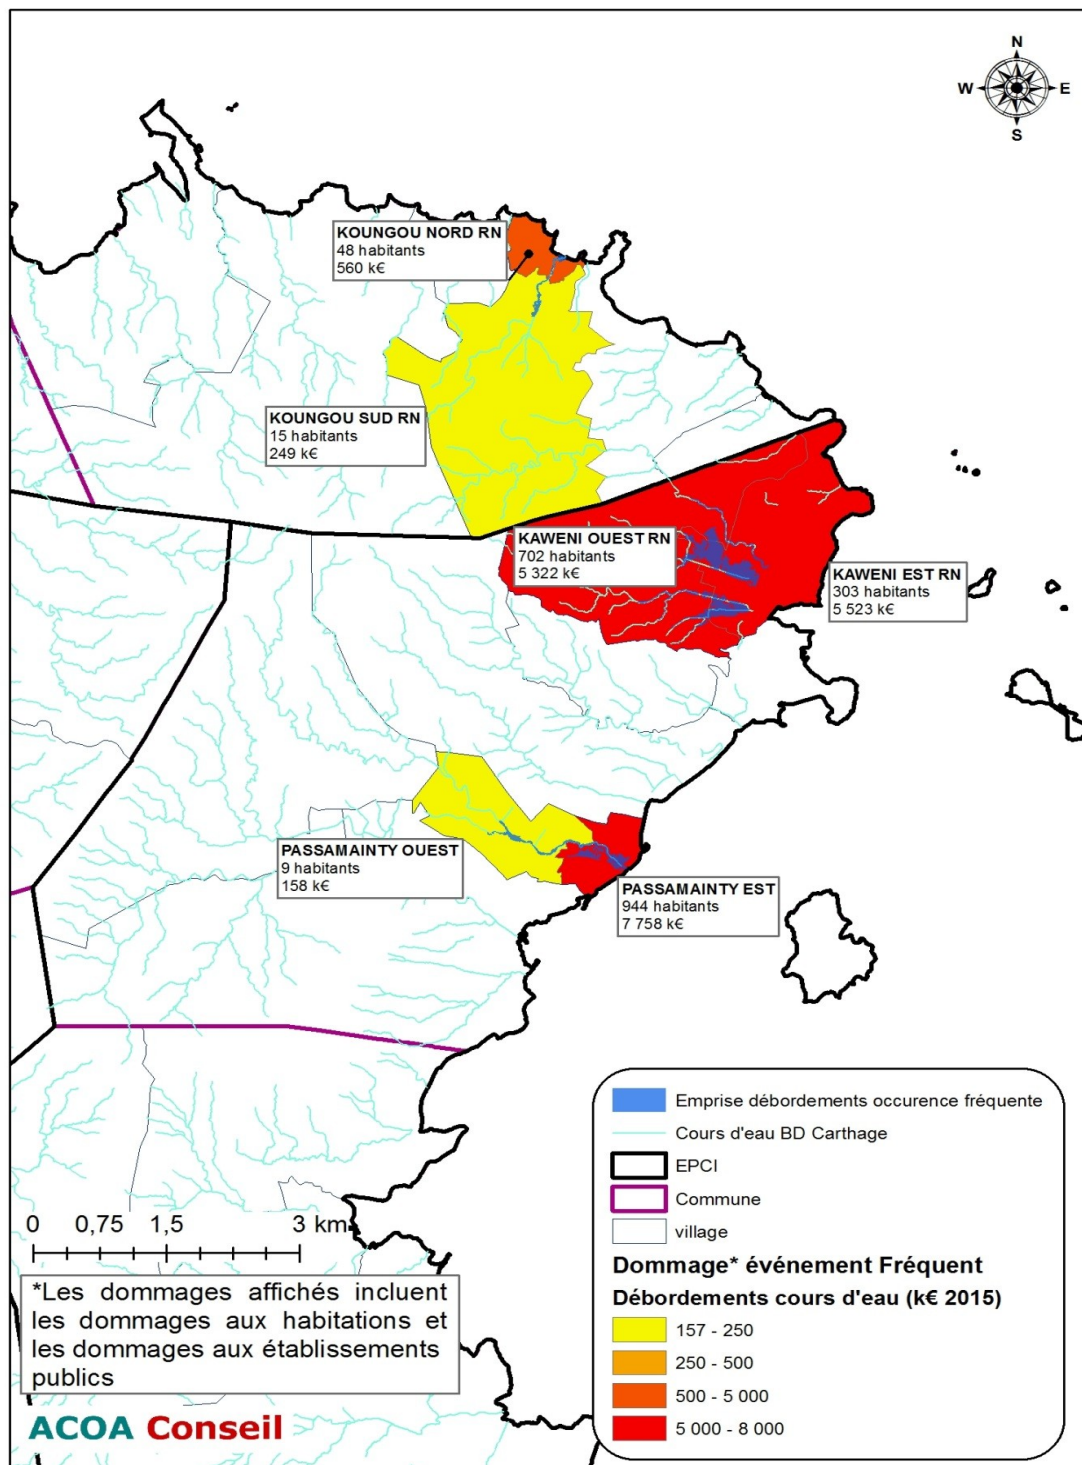 N
W E
S
KOUNGOU NORD RN
48 habitants
560 k€
KOUNGOU SUD RN
15 habitants
249 k€
KAWENI OUEST RN
702 habitants
5 322 k€
KAWENI EST RN
303 habitants
5 523 k€
PASSAMAINTY OUEST
9 habitants
158 k€
PASSAMAINTY EST
944 habitants
7 758 k€
Emprise débordements occurence fréquente
Cours d'eau BD Carthage
EPCI
Commune
village
Dommage* événement Fréquent
Débordements cours d'eau (k€ 2015)
157 - 250
250 - 500
500 - 5 000
5 000 - 8 000
0 0,75 1,5 3 km
*Les dommages affichés incluent
les dommages aux habitations et
les dommages aux établissements
publics
ACOA Conseil